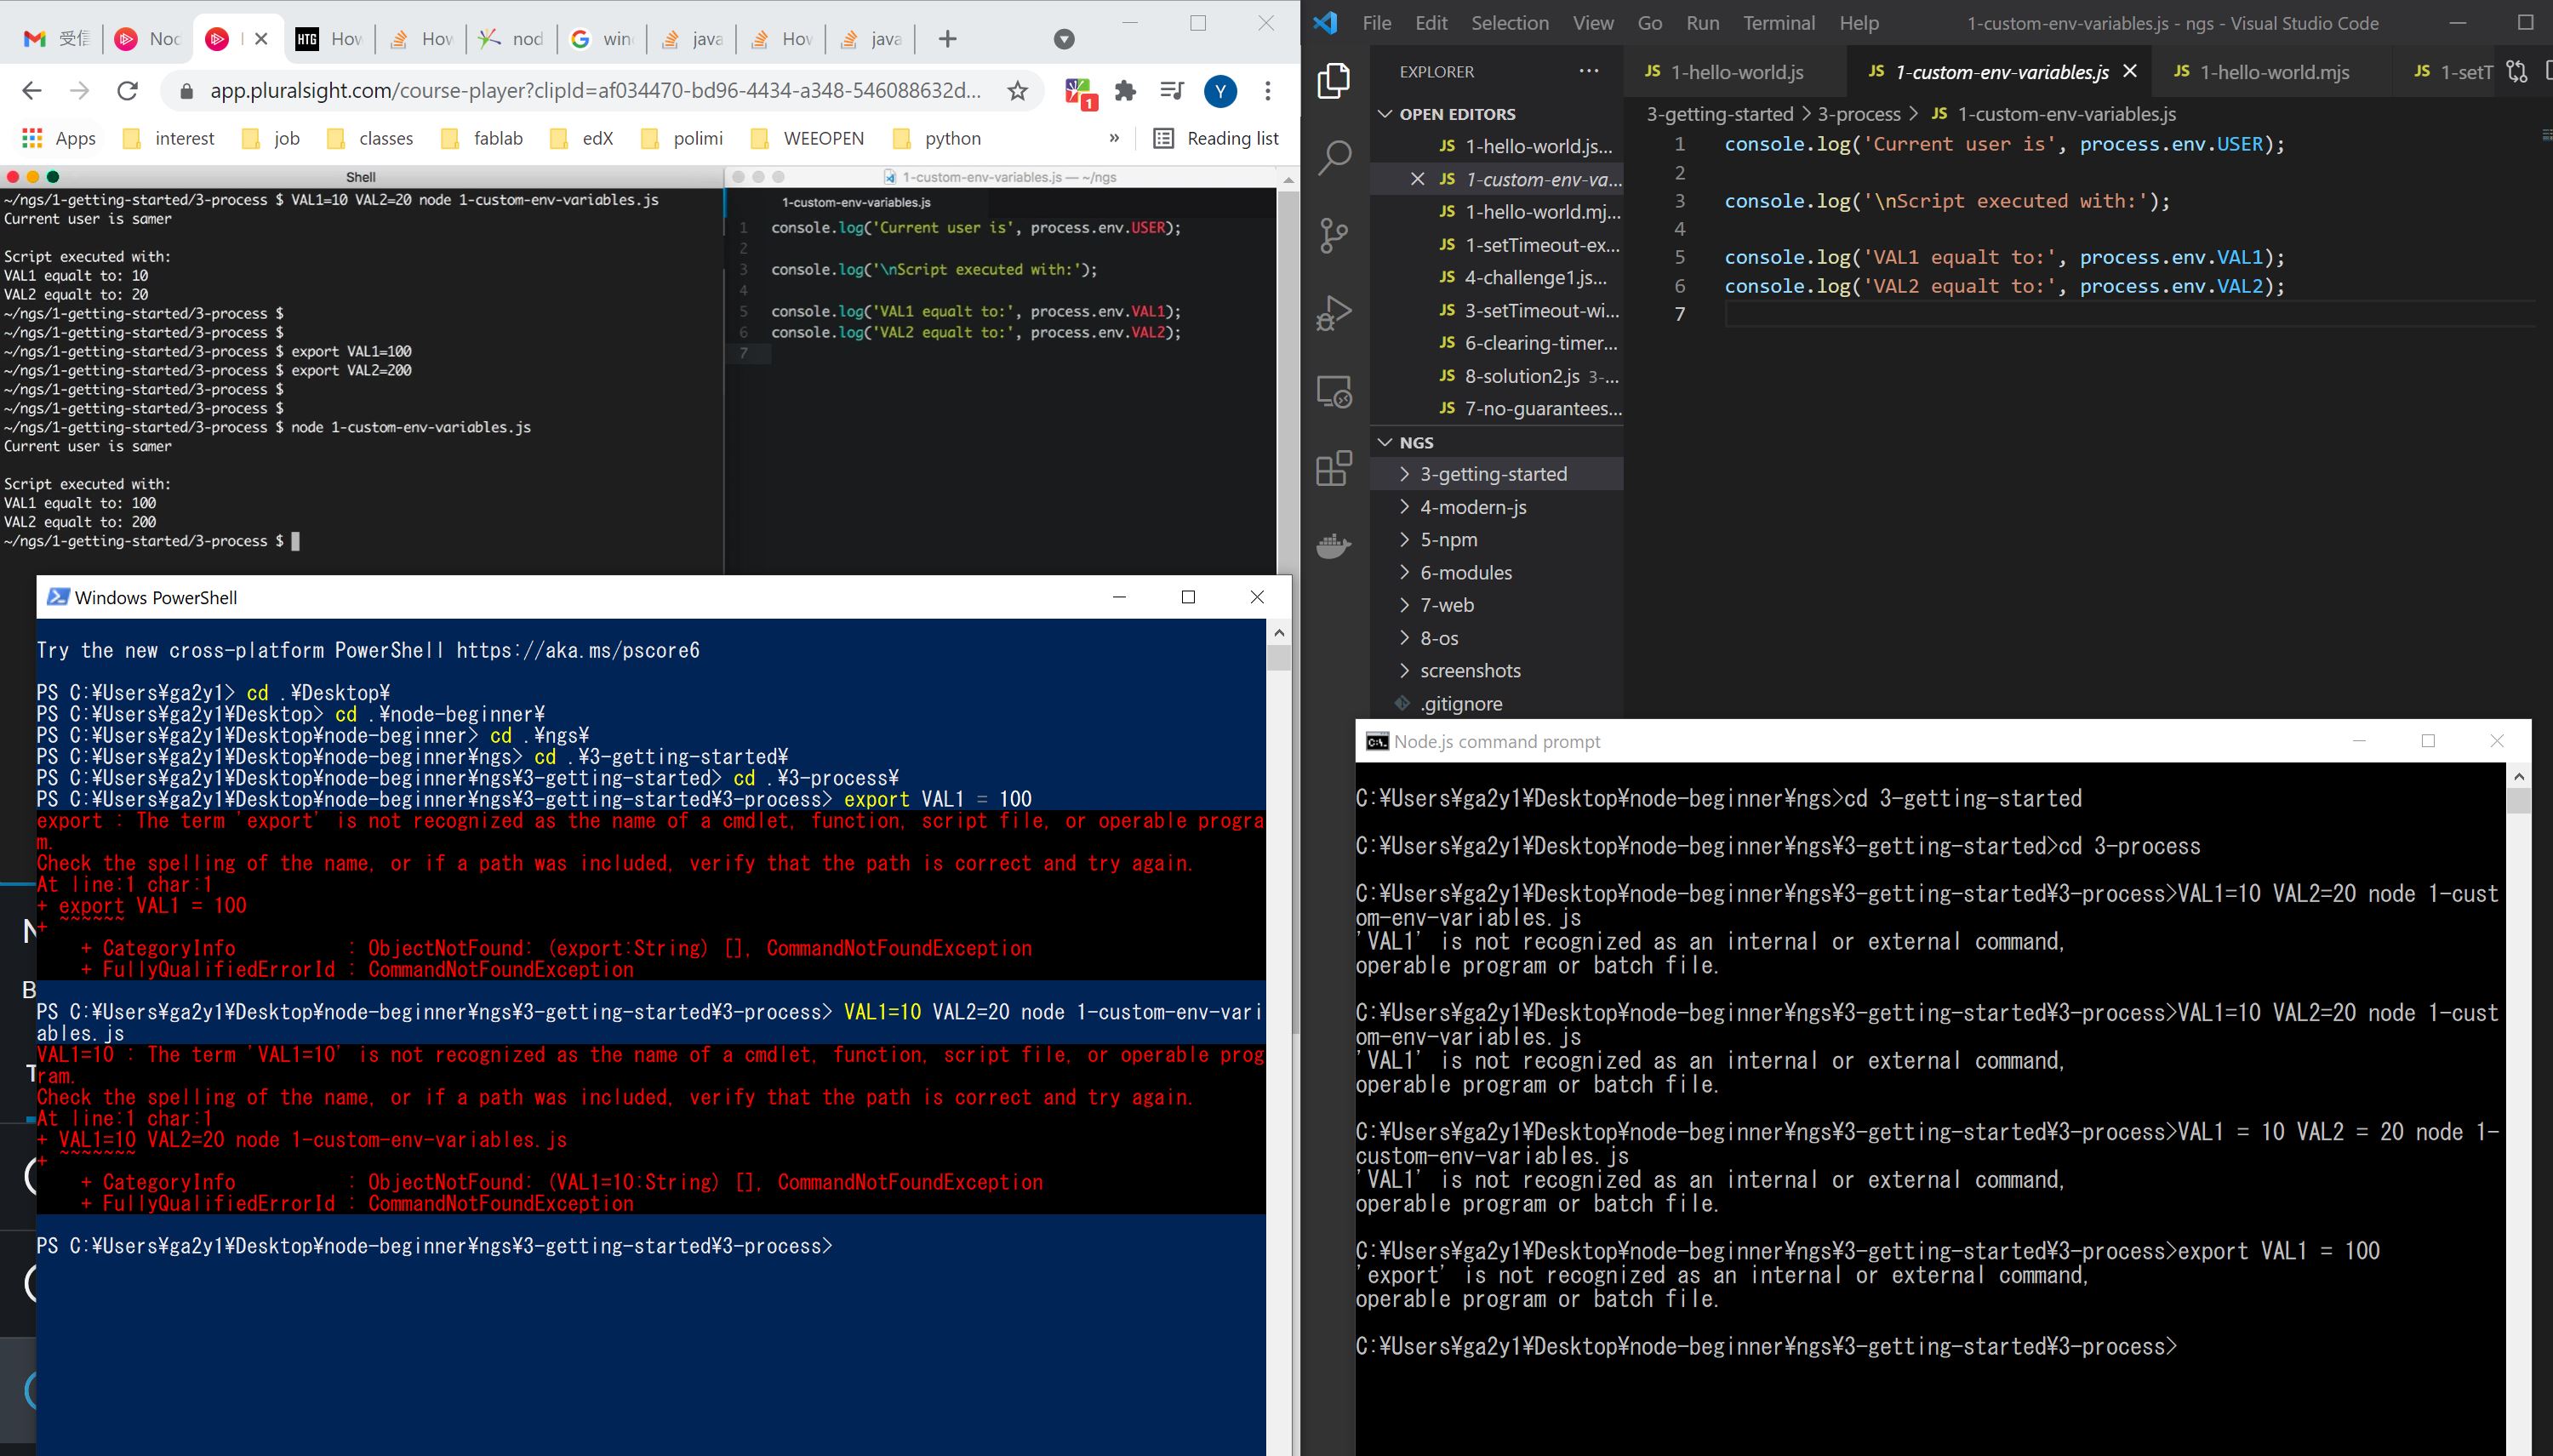 受信
Noc
HTG
How
How
nod
win
java
Hov
java
app.pluralsight.com/course-player?clipId=af034470-bd96-4434-a348-546088632d...
1
Y
Apps
interest
job
classes
fablab
edX
polimi
WEEOPEN
python
»
Reading list
Shell
~/ngs/1-getting-started/3-process $ VAL1=10 VAL2=20 node 1-custom-env-variables.js
Current user is samer
Script executed with:
VAL1 equalt to: 10
VAL2 equalt to: 20
~/ngs/1-getting-started/3-process $
~/ngs/1-getting-started/3-process $
~/ngs/1-getting-started/3-process $ export VAL1=100
~/ngs/1-getting-started/3-process $ export VAL2=200
~/ngs/1-getting-started/3-process $
~/ngs/1-getting-started/3-process $
~/ngs/1-getting-started/3-process $ node 1-custom-env-variables.js
Current user is samer
Script executed with:
VAL1 equalt to: 100
VAL2 equalt to: 200
~/ngs/1-getting-started/3-process $
1-custom-env-variables.js — ~/ngs
1-custom-env-variables.js
1 console.log('Current user is', process.env.USER);
2
3 console.log('\nScript executed with:');
4
5 console.log('VAL1 equalt to:', process.env.VAL1);
6 console.log('VAL2 equalt to:', process.env.VAL2);
7
Windows PowerShell
Try the new cross-platform PowerShell https://aka.ms/pscore6
PS C:¥Users¥ga2y1> cd .¥Desktop¥
PS C:¥Users¥ga2y1¥Desktop> cd .¥node-beginner¥
PS C:¥Users¥ga2y1¥Desktop¥node-beginner> cd .¥ngs¥
PS C:¥Users¥ga2y1¥Desktop¥node-beginner¥ngs> cd .¥3-getting-started¥
PS C:¥Users¥ga2y1¥Desktop¥node-beginner¥ngs¥3-getting-started> cd .¥3-process¥
PS C:¥Users¥ga2y1¥Desktop¥node-beginner¥ngs¥3-getting-started¥3-process> export VAL1 = 100
export : The term 'export' is not recognized as the name of a cmdlet, function, script file, or operable progra
m.
Check the spelling of the name, or if a path was included, verify that the path is correct and try again.
At line:1 char:1
+ export VAL1 = 100
+ ~~~~~~
+ CategoryInfo : ObjectNotFound: (export:String) [], CommandNotFoundException
+ FullyQualifiedErrorId : CommandNotFoundException
PS C:¥Users¥ga2y1¥Desktop¥node-beginner¥ngs¥3-getting-started¥3-process> VAL1=10 VAL2=20 node 1-custom-env-vari
ables.js
VAL1=10 : The term 'VAL1=10' is not recognized as the name of a cmdlet, function, script file, or operable prog
ram.
Check the spelling of the name, or if a path was included, verify that the path is correct and try again.
At line:1 char:1
+ VAL1=10 VAL2=20 node 1-custom-env-variables.js
+ ~~~~~~~
+ CategoryInfo : ObjectNotFound: (VAL1=10:String) [], CommandNotFoundException
+ FullyQualifiedErrorId : CommandNotFoundException
PS C:¥Users¥ga2y1¥Desktop¥node-beginner¥ngs¥3-getting-started¥3-process>
N
B
T
File Edit Selection View Go Run Terminal Help
1-custom-env-variables.js - ngs - Visual Studio Code
EXPLORER
...
JS 1-hello-world.js
JS 1-custom-env-variables.js
JS 1-hello-world.mjs
JS 1-setT
OPEN EDITORS
JS 1-hello-world.js...
JS 1-custom-env-va...
JS 1-hello-world.mj...
JS 1-setTimeout-ex...
JS 4-challenge1.js...
JS 3-setTimeout-wi...
JS 6-clearing-timer...
JS 8-solution2.js 3-...
JS 7-no-guarantees...
NGS
3-getting-started
4-modern-js
5-npm
6-modules
7-web
8-os
screenshots
.gitignore
3-getting-started > 3-process > JS 1-custom-env-variables.js
1 console.log('Current user is', process.env.USER);
2
3 console.log('\nScript executed with:');
4
5 console.log('VAL1 equalt to:', process.env.VAL1);
6 console.log('VAL2 equalt to:', process.env.VAL2);
7
Node.js command prompt
C:¥Users¥ga2y1¥Desktop¥node-beginner¥ngs>cd 3-getting-started
C:¥Users¥ga2y1¥Desktop¥node-beginner¥ngs¥3-getting-started>cd 3-process
C:¥Users¥ga2y1¥Desktop¥node-beginner¥ngs¥3-getting-started¥3-process>VAL1=10 VAL2=20 node 1-cust
om-env-variables.js
'VAL1' is not recognized as an internal or external command,
operable program or batch file.
C:¥Users¥ga2y1¥Desktop¥node-beginner¥ngs¥3-getting-started¥3-process>VAL1=10 VAL2=20 node 1-cust
om-env-variables.js
'VAL1' is not recognized as an internal or external command,
operable program or batch file.
C:¥Users¥ga2y1¥Desktop¥node-beginner¥ngs¥3-getting-started¥3-process>VAL1 = 10 VAL2 = 20 node 1-
custom-env-variables.js
'VAL1' is not recognized as an internal or external command,
operable program or batch file.
C:¥Users¥ga2y1¥Desktop¥node-beginner¥ngs¥3-getting-started¥3-process>export VAL1 = 100
'export' is not recognized as an internal or external command,
operable program or batch file.
C:¥Users¥ga2y1¥Desktop¥node-beginner¥ngs¥3-getting-started¥3-process>